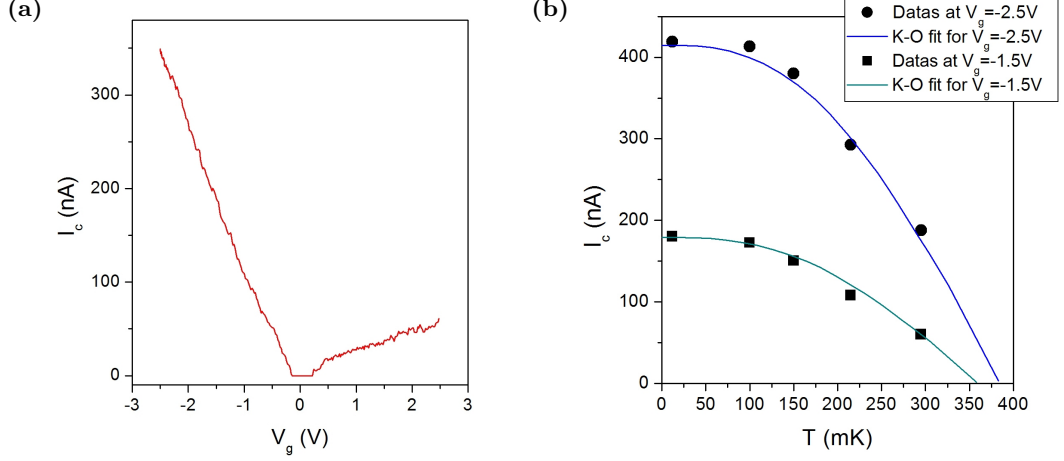 (a)
I_c (nA)
300
200
100
0
-3 -2 -1 0 1 2 3
V_g (V)
(b)
Datas at V_g=-2.5V
K-O fit for V_g=-2.5V
Datas at V_g=-1.5V
K-O fit for V_g=-1.5V
I_c (nA)
400
300
200
100
0
0 50 100 150 200 250 300 350 400
T (mK)